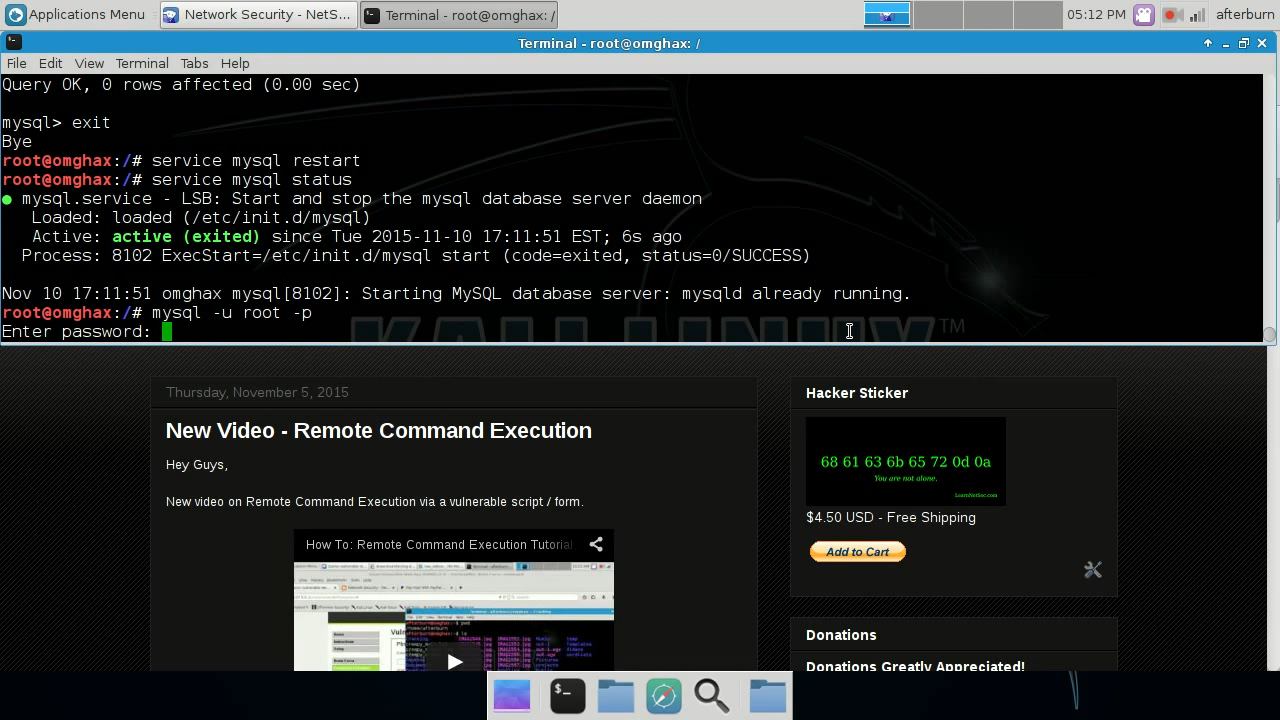 Applications Menu
Network Security - NetS...
Terminal - root@omghax: /
05:12 PM
afterburn
Terminal - root@omghax: /
File Edit View Terminal Tabs Help
Query OK, 0 rows affected (0.00 sec)
mysql> exit
Bye
root@omghax:/# service mysql restart
root@omghax:/# service mysql status
● mysql.service - LSB: Start and stop the mysql database server daemon
Loaded: loaded (/etc/init.d/mysql)
Active: active (exited) since Tue 2015-11-10 17:11:51 EST; 6s ago
Process: 8102 ExecStart=/etc/init.d/mysql start (code=exited, status=0/SUCCESS)
Nov 10 17:11:51 omghax mysql[8102]: Starting MySQL database server: mysqld already running.
root@omghax:/# mysql -u root -p
Enter password:
KALI LINUX™
Thursday, November 5, 2015
New Video - Remote Command Execution
Hey Guys,
New video on Remote Command Execution via a vulnerable script / form.
How To: Remote Command Execution Tutorial
Hacker Sticker
68 61 63 6b 65 72 0d 0a
You are not alone.
LearnNetSec.com
$4.50 USD - Free Shipping
Add to Cart
Donations
Donations Greatly Appreciated!